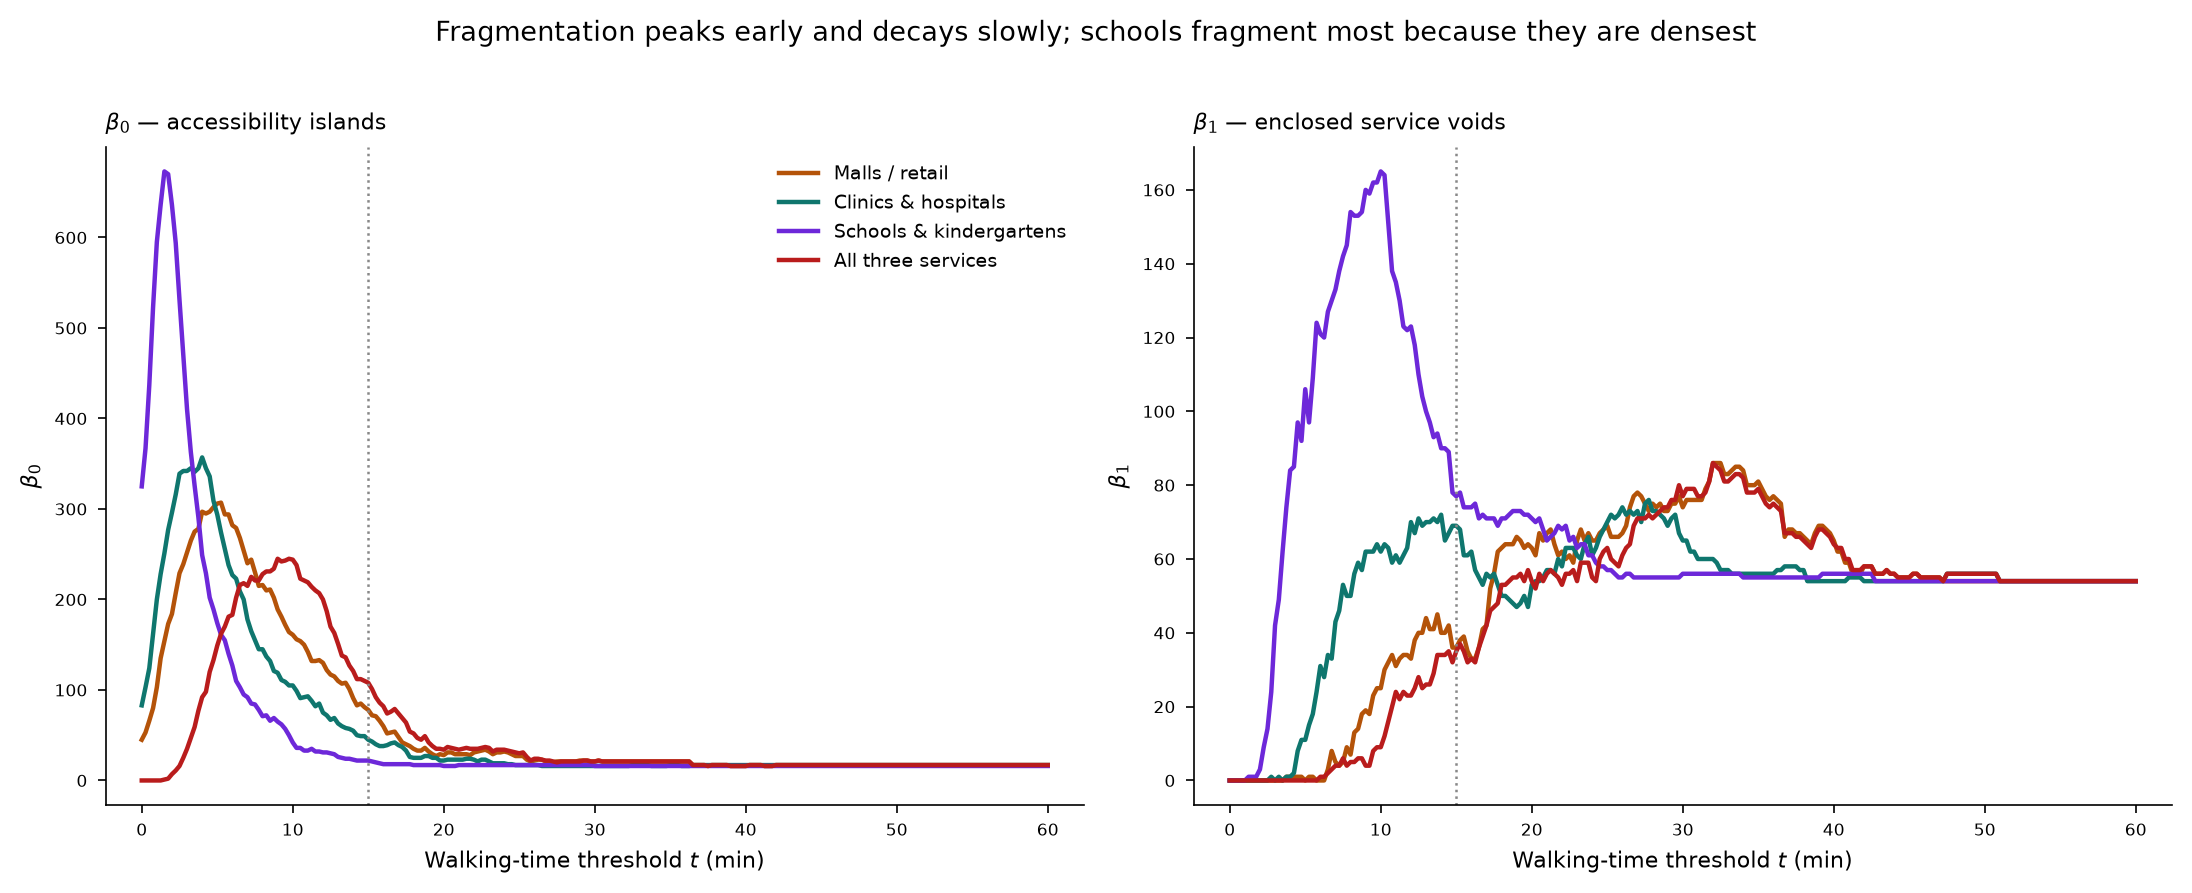 Fragmentation peaks early and decays slowly; schools fragment most because they are densest
β₀ — accessibility islands
β₀
600
500
400
300
200
100
0
0 10 20 30 40 50 60
Walking-time threshold t (min)
Malls / retail
Clinics & hospitals
Schools & kindergartens
All three services
β₁ — enclosed service voids
β₁
160
140
120
100
80
60
40
20
0
0 10 20 30 40 50 60
Walking-time threshold t (min)